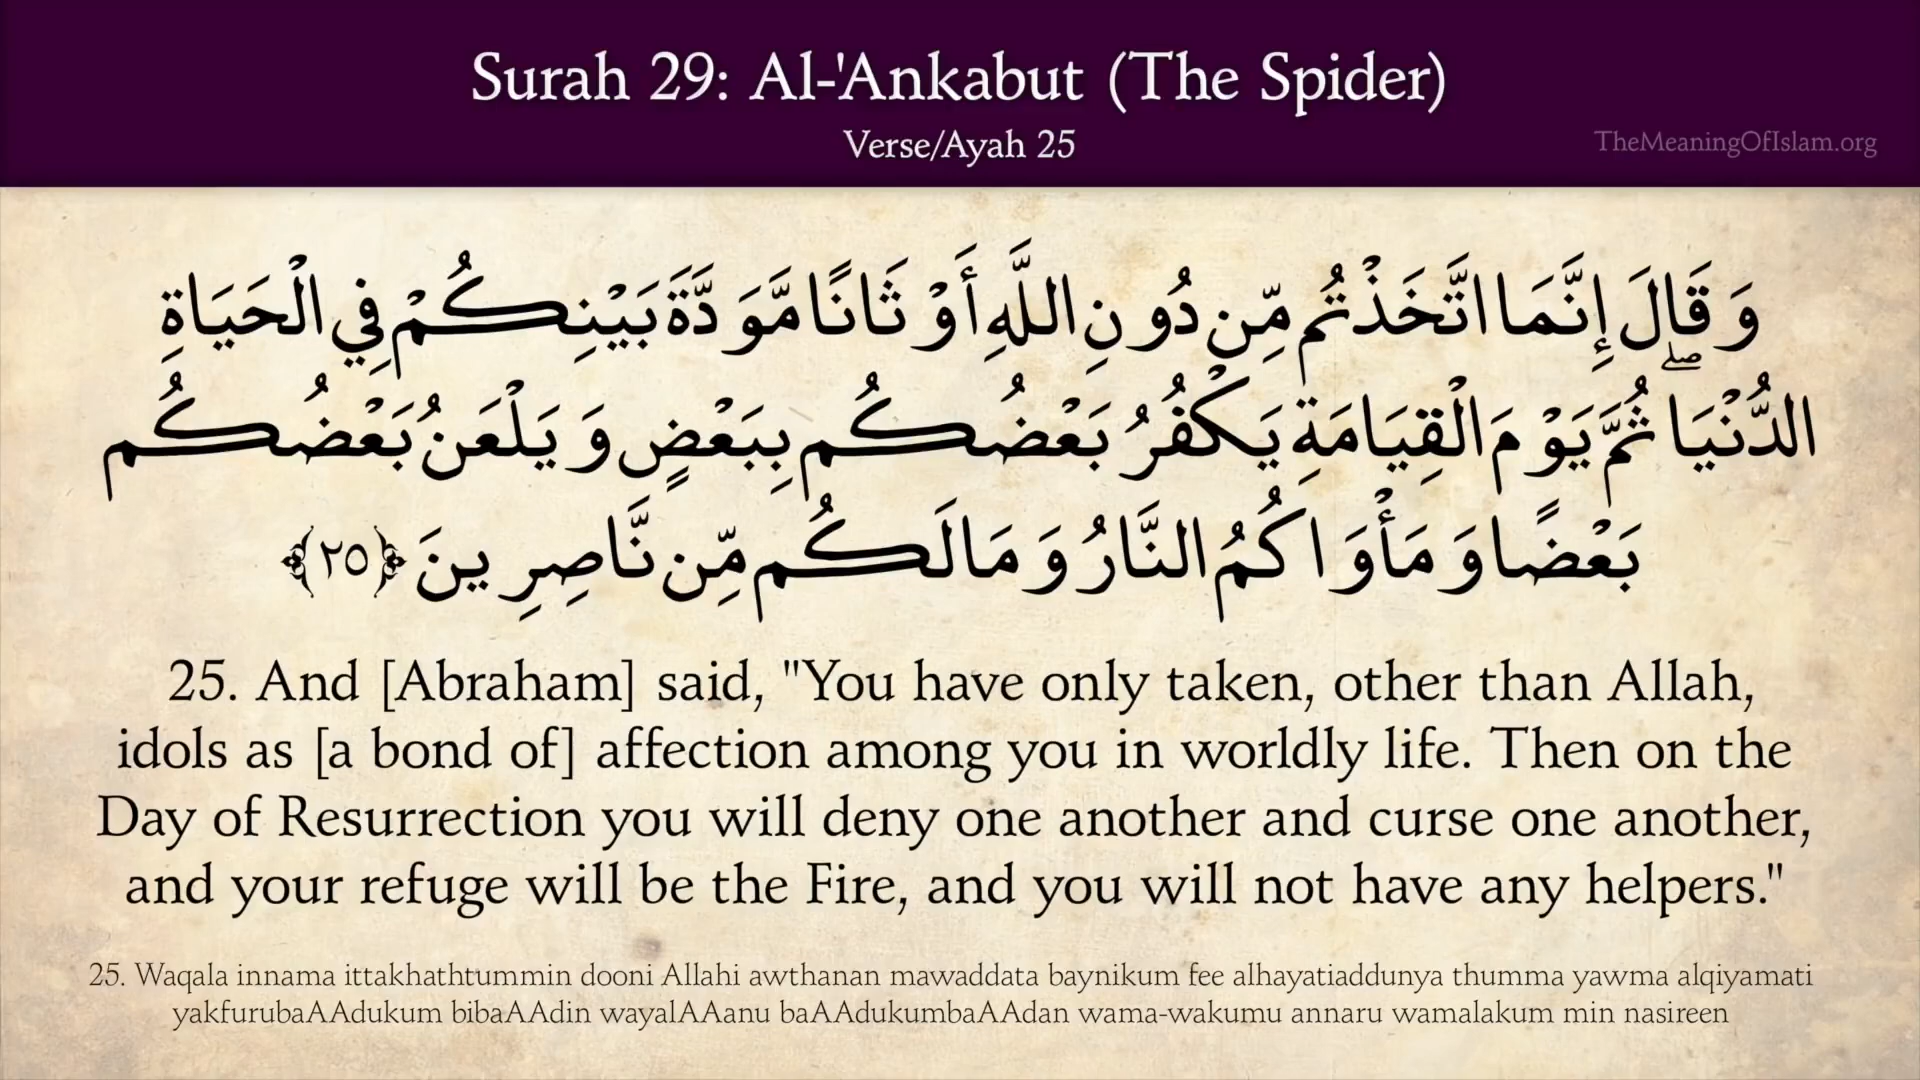 Surah 29: Al-'Ankabut (The Spider)
Verse/Ayah 25
TheMeaningOfIslam.org
وَقَالَ إِنَّمَا اتَّخَذْتُم مِّن دُونِ اللَّهِ أَوْثَانًا مَّوَدَّةَ بَيْنِكُمْ فِي الْحَيَاةِ
الدُّنْيَا ۖ ثُمَّ يَوْمَ الْقِيَامَةِ يَكْفُرُ بَعْضُكُم بِبَعْضٍ وَيَلْعَنُ بَعْضُكُم
بَعْضًا وَمَأْوَاكُمُ النَّارُ وَمَا لَكُم مِّن نَّاصِرِينَ ﴿٢٥﴾
25. And [Abraham] said, "You have only taken, other than Allah,
idols as [a bond of] affection among you in worldly life. Then on the
Day of Resurrection you will deny one another and curse one another,
and your refuge will be the Fire, and you will not have any helpers."
25. Waqala innama ittakhathtummin dooni Allahi awthanan mawaddata baynikum fee alhayatiaddunya thumma yawma alqiyamati
yakfurubaAAdukum bibaAAdin wayalAAanu baAAdukumbaAAdan wama-wakumu annaru wamalakum min nasireen